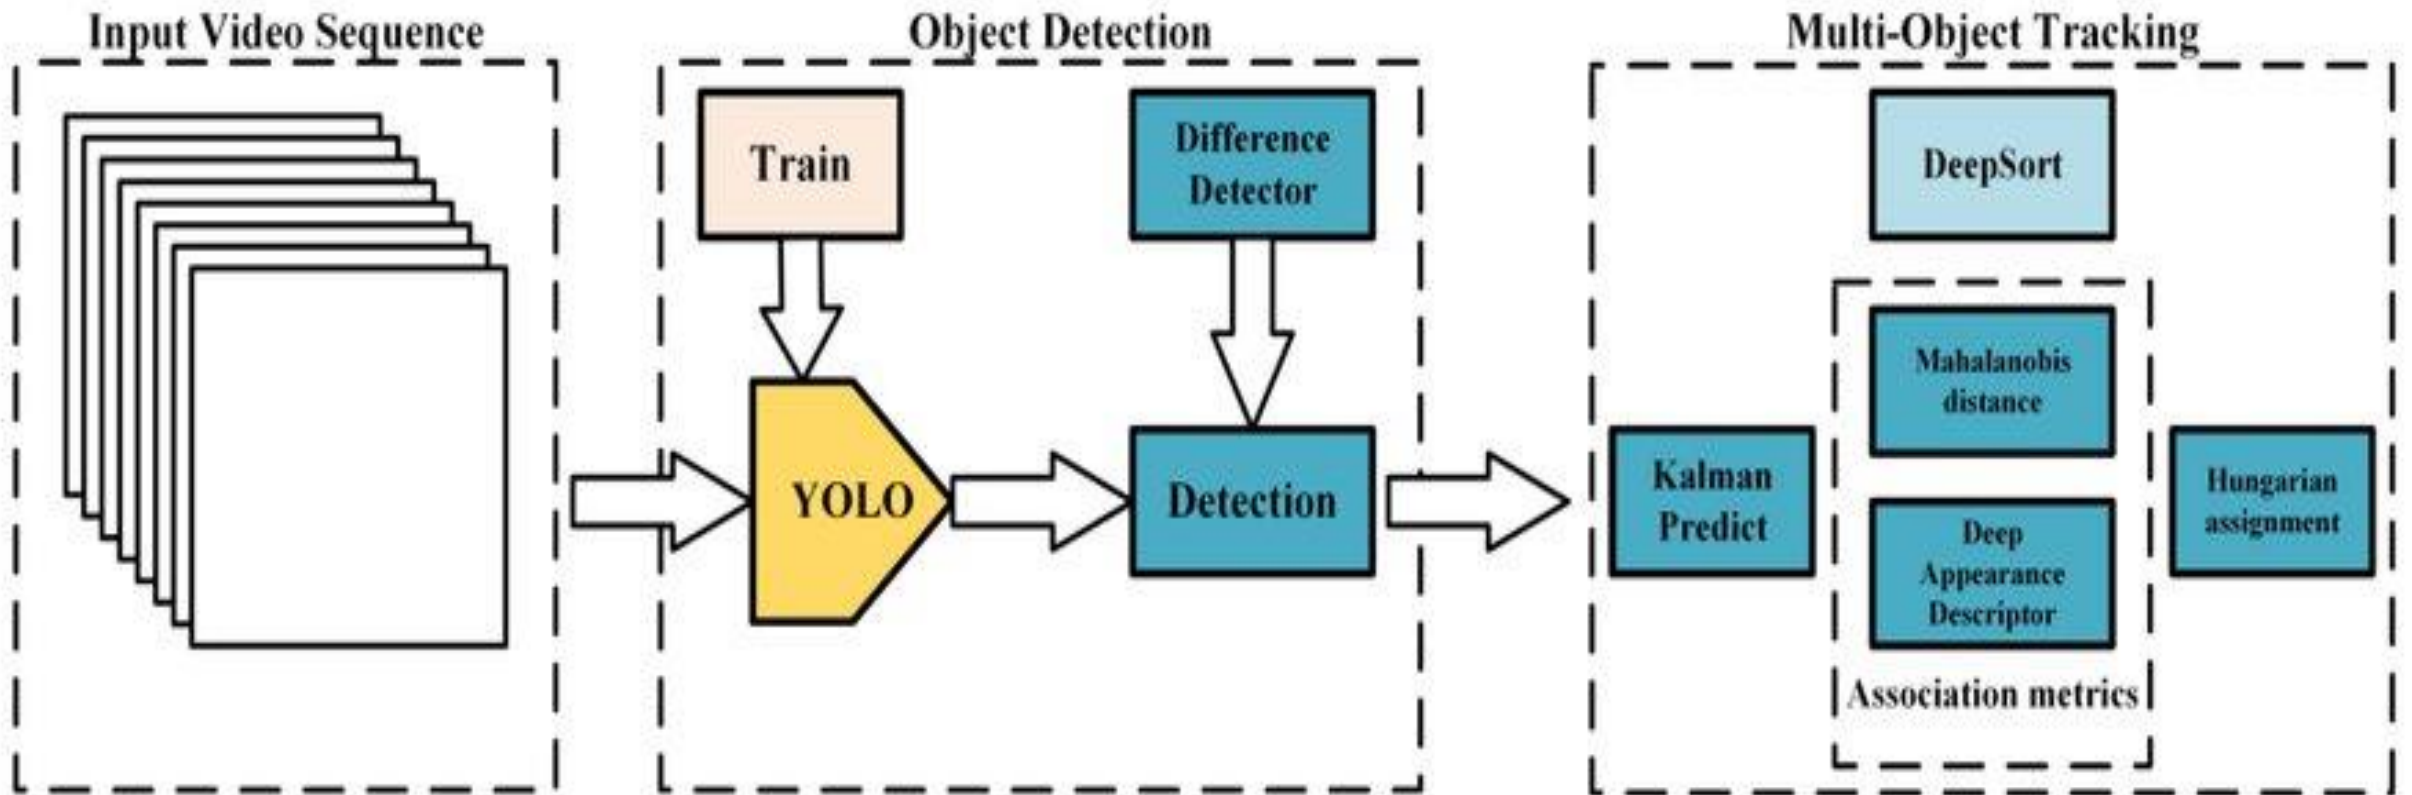 Input Video Sequence
Object Detection
Multi-Object Tracking
Train
Difference
Detector
DeepSort
YOLO
Detection
Kalman
Predict
Mahalanobis
distance
Deep
Appearance
Descriptor
Association metrics
Hungarian
assignment